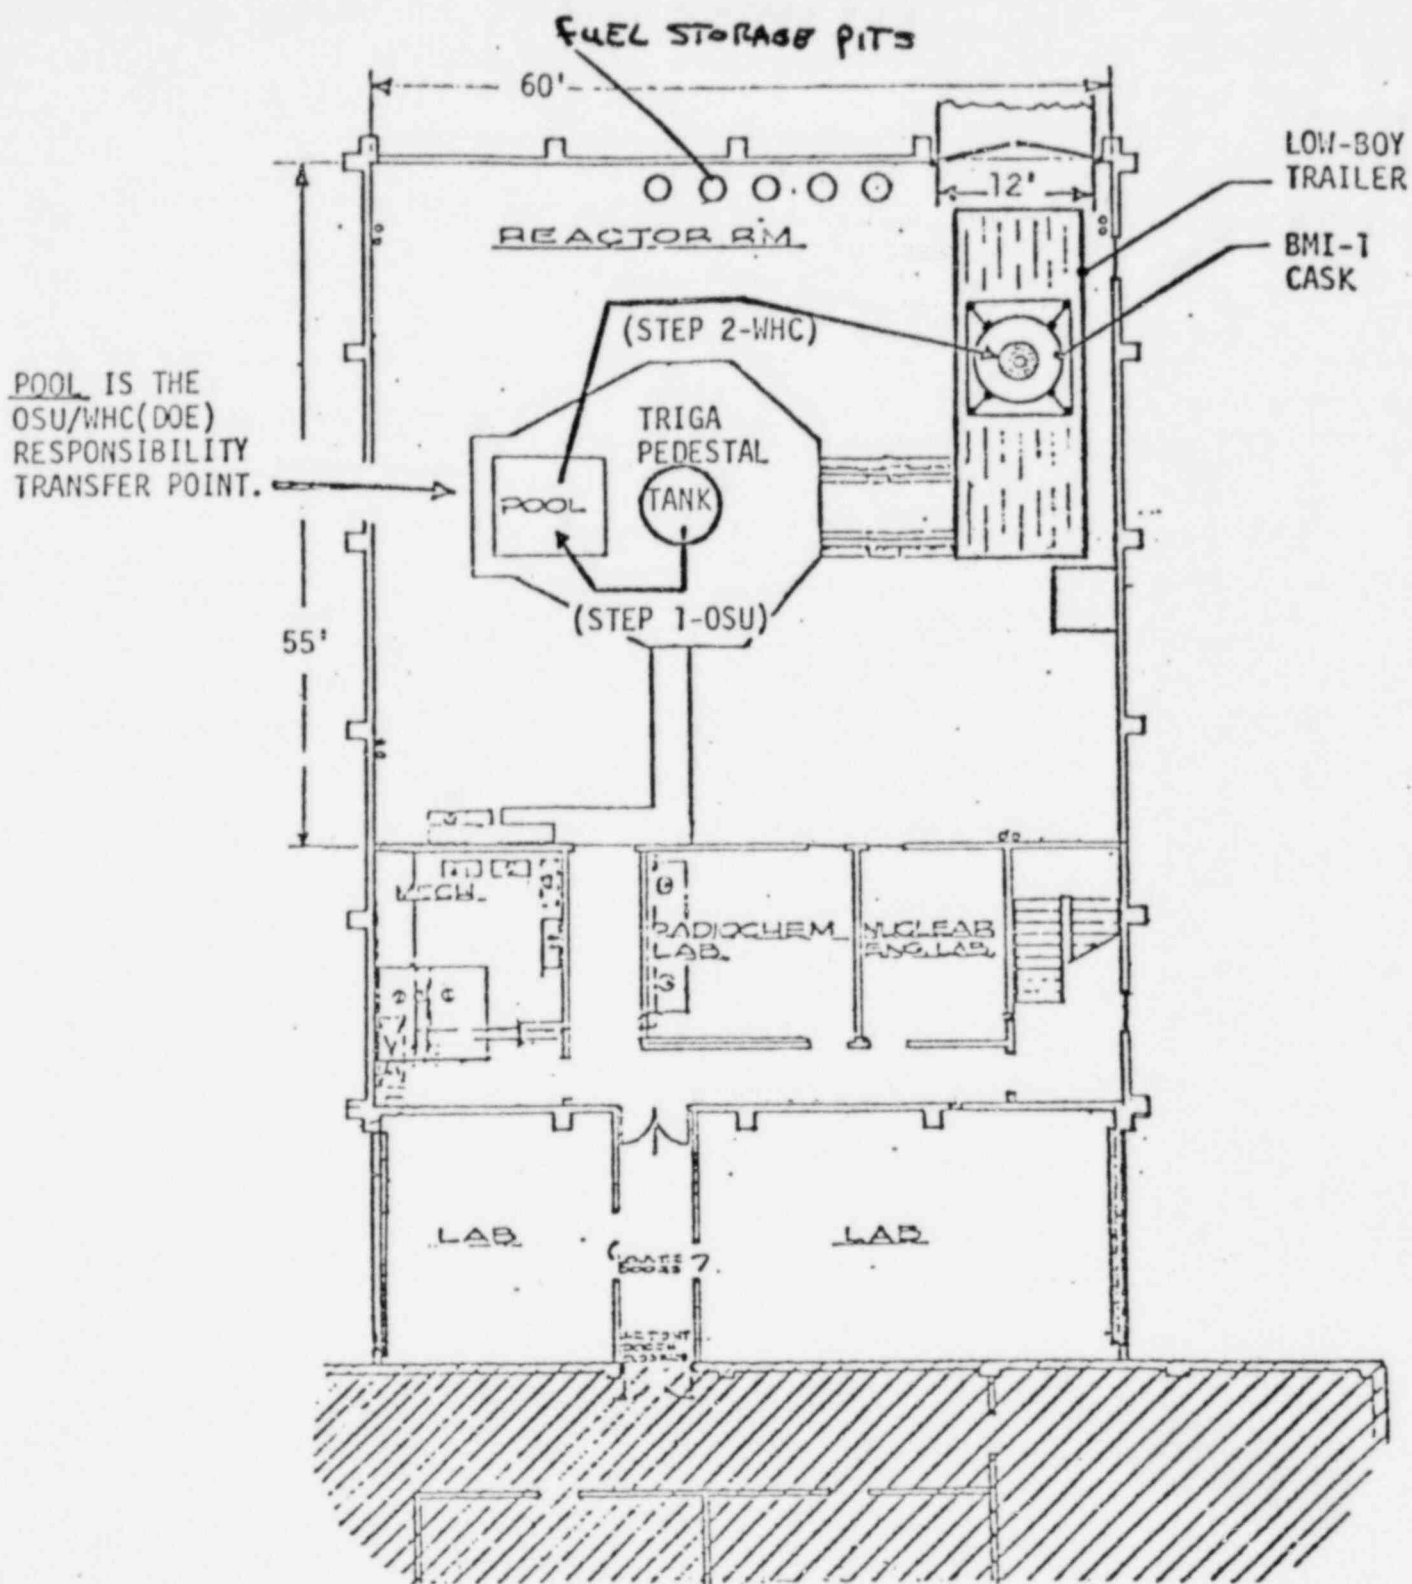 FUEL STORAGE PITS
60'
LOW-BOY
TRAILER
12'
REACTOR RM.
BMI-1
CASK
(STEP 2-WHC)
POOL IS THE
OSU/WHC(DOE)
RESPONSIBILITY
TRANSFER POINT.
TRIGA
PEDESTAL
POOL
TANK
(STEP 1-OSU)
55'
MECH.
RADIOCHEM
LAB.
NUCLEAR
ENG. LAB.
LAB
LAB
DOORS